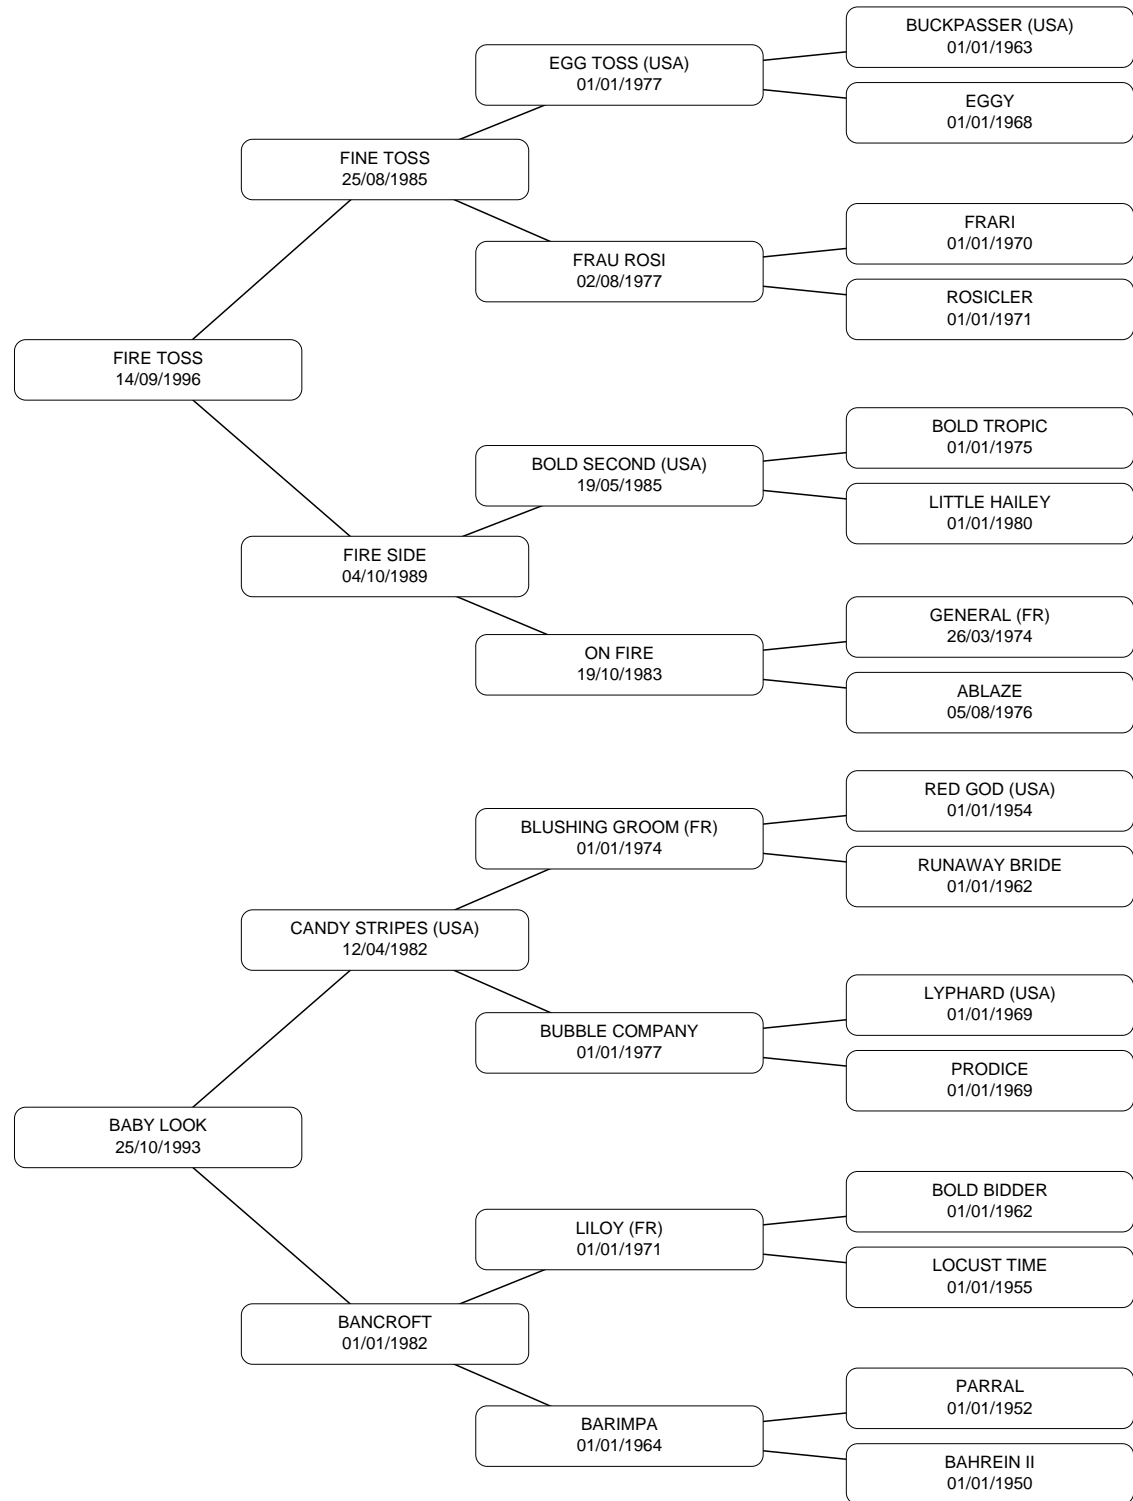 BUCKPASSER (USA)
01/01/1963
EGG TOSS (USA)
01/01/1977
EGGY
01/01/1968
FINE TOSS
25/08/1985
FRARI
01/01/1970
FRAU ROSI
02/08/1977
ROSICLER
01/01/1971
FIRE TOSS
14/09/1996
BOLD TROPIC
01/01/1975
BOLD SECOND (USA)
19/05/1985
LITTLE HAILEY
01/01/1980
FIRE SIDE
04/10/1989
GENERAL (FR)
26/03/1974
ON FIRE
19/10/1983
ABLAZE
05/08/1976
RED GOD (USA)
01/01/1954
BLUSHING GROOM (FR)
01/01/1974
RUNAWAY BRIDE
01/01/1962
CANDY STRIPES (USA)
12/04/1982
LYPHARD (USA)
01/01/1969
BUBBLE COMPANY
01/01/1977
PRODICE
01/01/1969
BABY LOOK
25/10/1993
BOLD BIDDER
01/01/1962
LILOY (FR)
01/01/1971
LOCUST TIME
01/01/1955
BANCROFT
01/01/1982
PARRAL
01/01/1952
BARIMPA
01/01/1964
BAHREIN II
01/01/1950